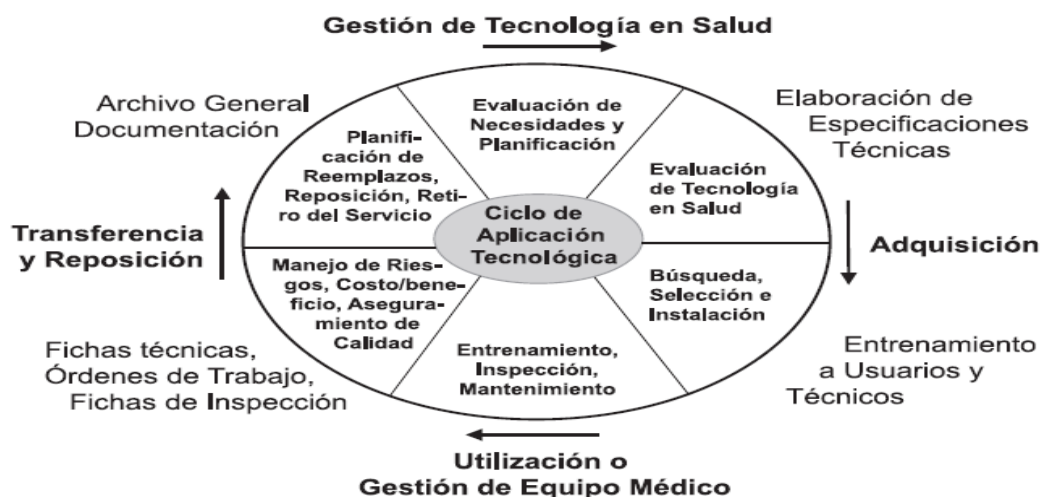 Gestión de Tecnología en Salud
Archivo General
Documentación
Elaboración de
Especificaciones
Técnicas
Evaluación de
Necesidades y
Planificación
Planifi-
cación de
Reemplazos,
Reposición, Reti-
ro del Servicio
Evaluación
de Tecnología
en Salud
Ciclo de
Aplicación
Tecnológica
Transferencia
y Reposición
Adquisición
Manejo de Ries-
gos, Costo/bene-
ficio, Asegura-
miento de
Calidad
Búsqueda,
Selección e
Instalación
Entrenamiento,
Inspección,
Mantenimiento
Fichas técnicas,
Órdenes de Trabajo,
Fichas de Inspección
Entrenamiento
a Usuarios y
Técnicos
Utilización o
Gestión de Equipo Médico